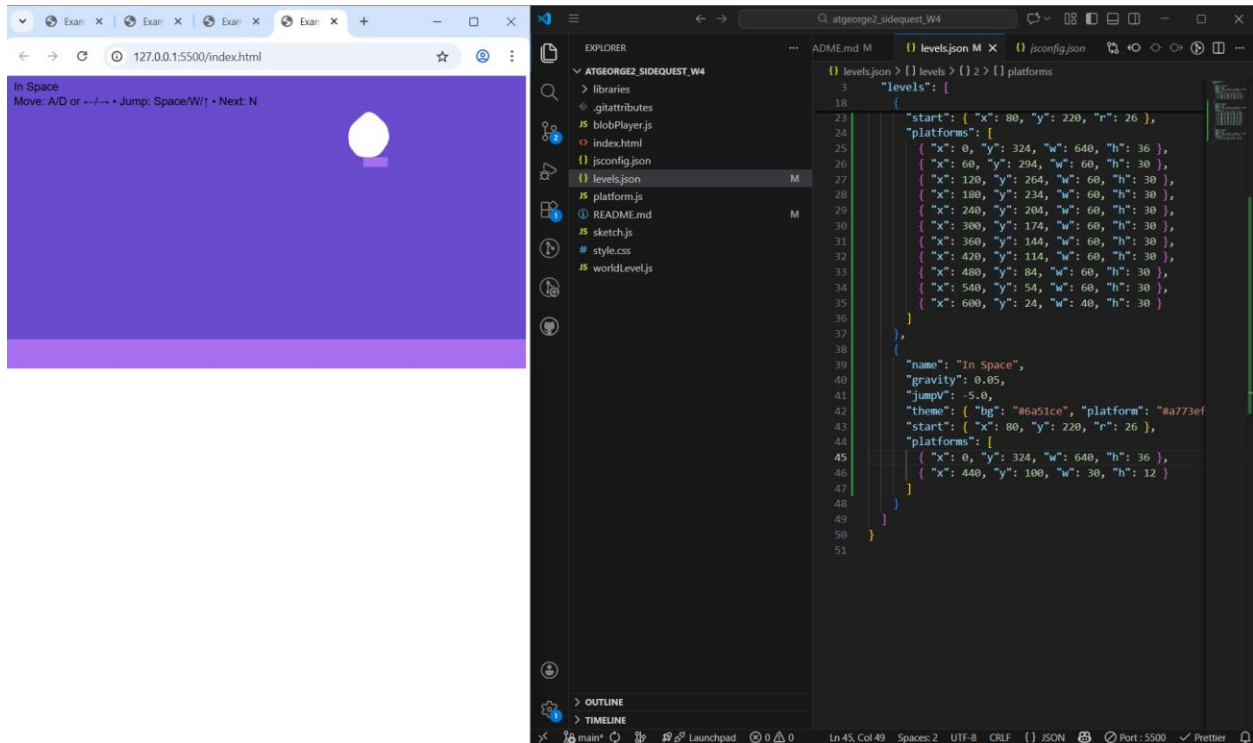 Exan
Exan
Exan
Exan
127.0.0.1:5500/index.html
In Space
Move: A/D or ←/→ • Jump: Space/W/↑ • Next: N
atgeorge2_sidequest_W4
EXPLORER
ATGEORGE2_SIDEQUEST_W4
libraries
.gitattributes
JS blobPlayer.js
<> index.html
{} jsconfig.json
{} levels.json M
JS platform.js
README.md M
JS sketch.js
# style.css
JS worldLevel.js
OUTLINE
TIMELINE
ADME.md M {} levels.json M {} jsconfig.json
{} levels.json > [ ] levels > {} 2 > [ ] platforms
3 "levels": [
18 {
23 "start": { "x": 80, "y": 220, "r": 26 },
24 "platforms": [
25 { "x": 0, "y": 324, "w": 640, "h": 36 },
26 { "x": 60, "y": 294, "w": 60, "h": 30 },
27 { "x": 120, "y": 264, "w": 60, "h": 30 },
28 { "x": 180, "y": 234, "w": 60, "h": 30 },
29 { "x": 240, "y": 204, "w": 60, "h": 30 },
30 { "x": 300, "y": 174, "w": 60, "h": 30 },
31 { "x": 360, "y": 144, "w": 60, "h": 30 },
32 { "x": 420, "y": 114, "w": 60, "h": 30 },
33 { "x": 480, "y": 84, "w": 60, "h": 30 },
34 { "x": 540, "y": 54, "w": 60, "h": 30 },
35 { "x": 600, "y": 24, "w": 40, "h": 30 }
36 ]
37 },
38 {
39 "name": "In Space",
40 "gravity": 0.05,
41 "jumpV": -5.0,
42 "theme": { "bg": "#6a51ce", "platform": "#a773ef
43 "start": { "x": 80, "y": 220, "r": 26 },
44 "platforms": [
45 { "x": 0, "y": 324, "w": 640, "h": 36 },
46 { "x": 440, "y": 100, "w": 30, "h": 12 }
47 ]
48 }
49 ]
50 }
51
main* Launchpad 0 0 Ln 45, Col 49 Spaces: 2 UTF-8 CRLF {} JSON Port : 5500 Prettier